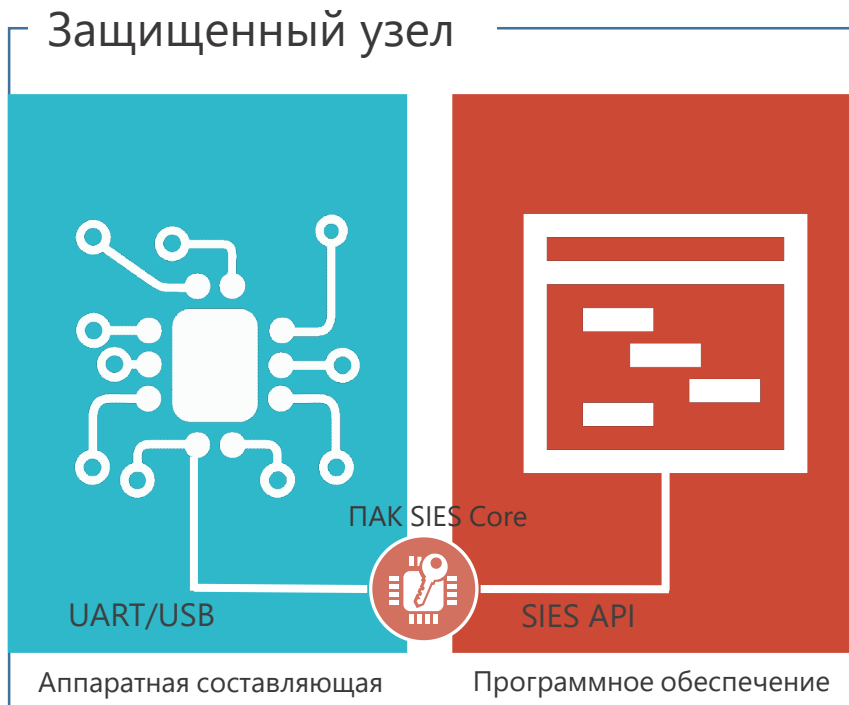 Защищенный узел
ПАК SIES Core
UART/USB
SIES API
Аппаратная составляющая
Программное обеспечение